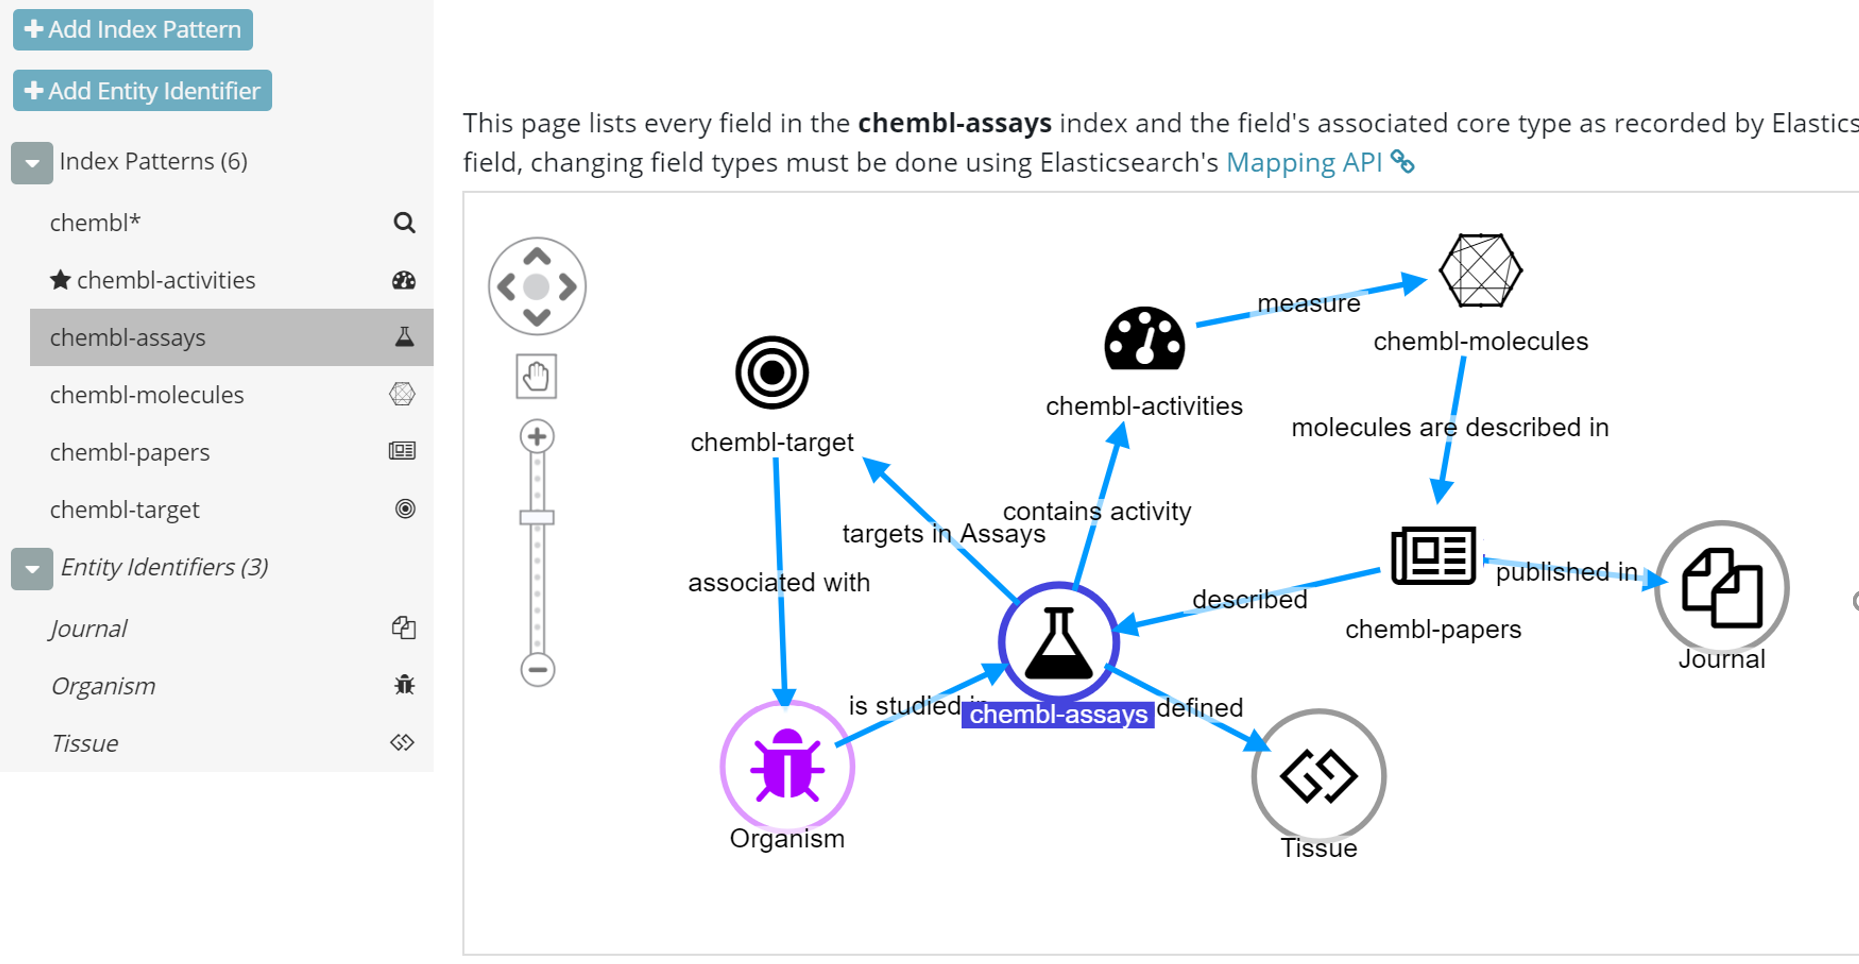 Add Index Pattern
Add Entity Identifier
Index Patterns (6)
chembl*
chembl-activities
chembl-assays
chembl-molecules
chembl-papers
chembl-target
Entity Identifiers (3)
Journal
Organism
Tissue
This page lists every field in the chembl-assays index and the field's associated core type as recorded by Elastics
field, changing field types must be done using Elasticsearch's Mapping API
measure
chembl-molecules
chembl-activities
molecules are described in
chembl-target
contains activity
targets in Assays
associated with
published in
described
chembl-papers
Journal
is studied in
chembl-assays
defined
Organism
Tissue